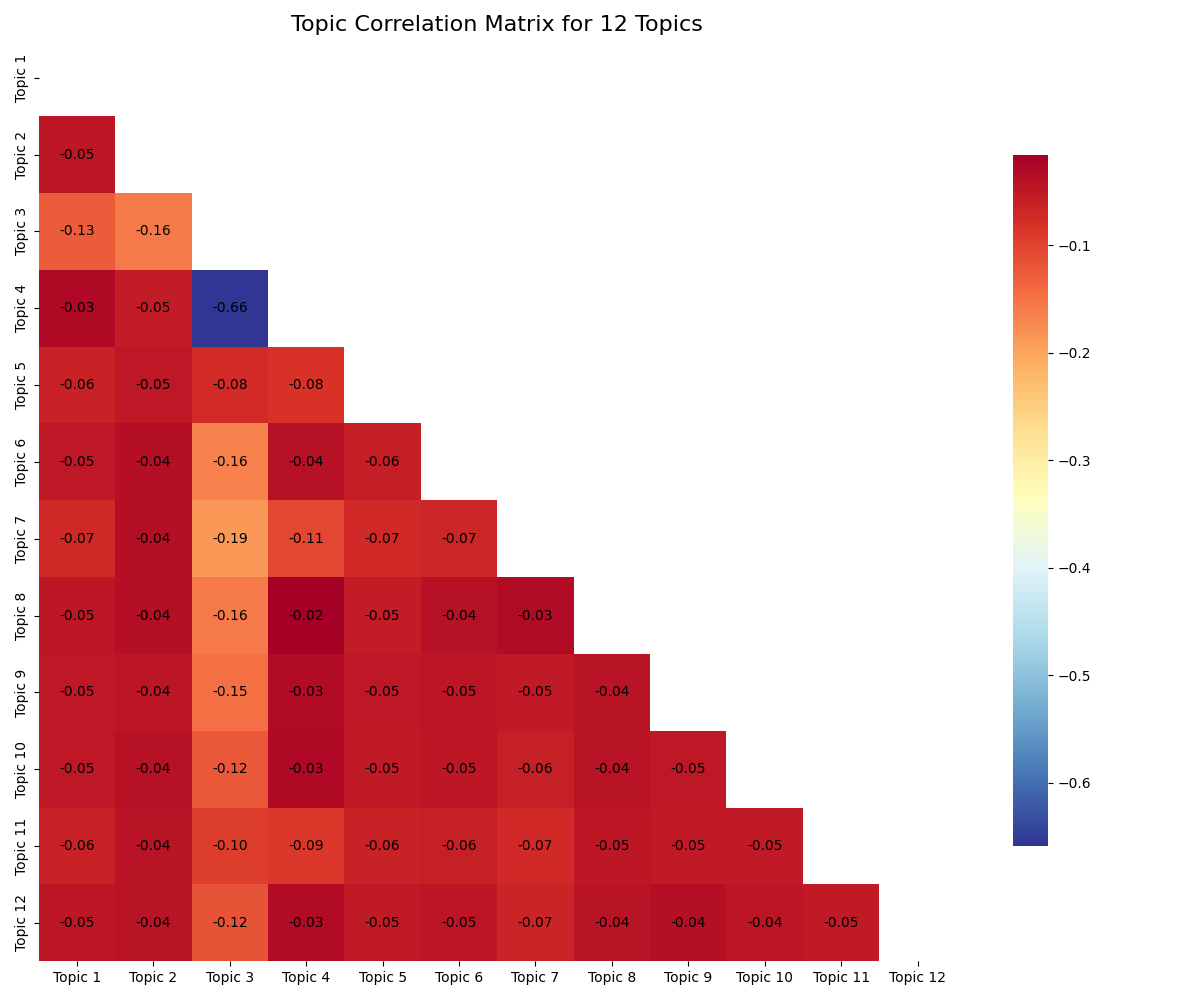 Topic Correlation Matrix for 12 Topics
Topic 1
Topic 2
-0.05
Topic 3
-0.13 -0.16
Topic 4
-0.03 -0.05 -0.66
Topic 5
-0.06 -0.05 -0.08 -0.08
Topic 6
-0.05 -0.04 -0.16 -0.04 -0.06
Topic 7
-0.07 -0.04 -0.19 -0.11 -0.07 -0.07
Topic 8
-0.05 -0.04 -0.16 -0.02 -0.05 -0.04 -0.03
Topic 9
-0.05 -0.04 -0.15 -0.03 -0.05 -0.05 -0.05 -0.04
Topic 10
-0.05 -0.04 -0.12 -0.03 -0.05 -0.05 -0.06 -0.04 -0.05
Topic 11
-0.06 -0.04 -0.10 -0.09 -0.06 -0.06 -0.07 -0.05 -0.05 -0.05
Topic 12
-0.05 -0.04 -0.12 -0.03 -0.05 -0.05 -0.07 -0.04 -0.04 -0.04 -0.05
Topic 1 Topic 2 Topic 3 Topic 4 Topic 5 Topic 6 Topic 7 Topic 8 Topic 9 Topic 10 Topic 11 Topic 12
−0.1
−0.2
−0.3
−0.4
−0.5
−0.6